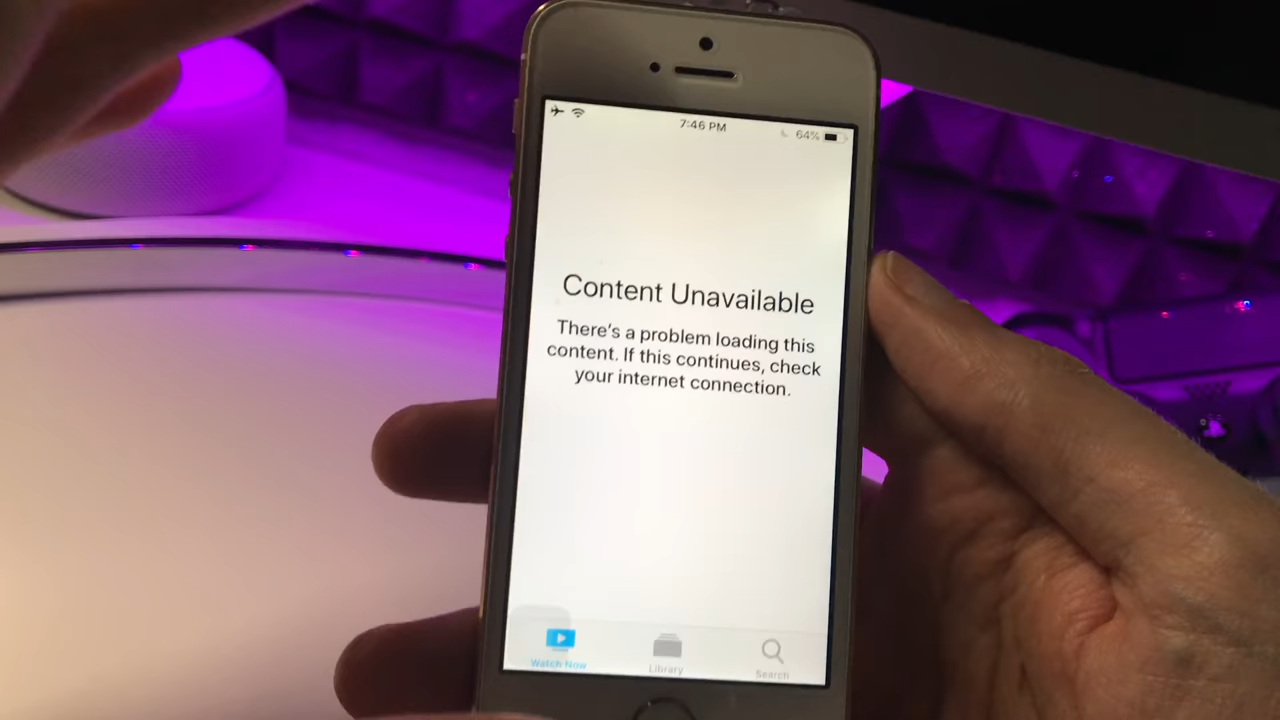 7:46 PM
64%
Content Unavailable
There's a problem loading this
content. If this continues, check
your internet connection.
Watch Now
Library
Search